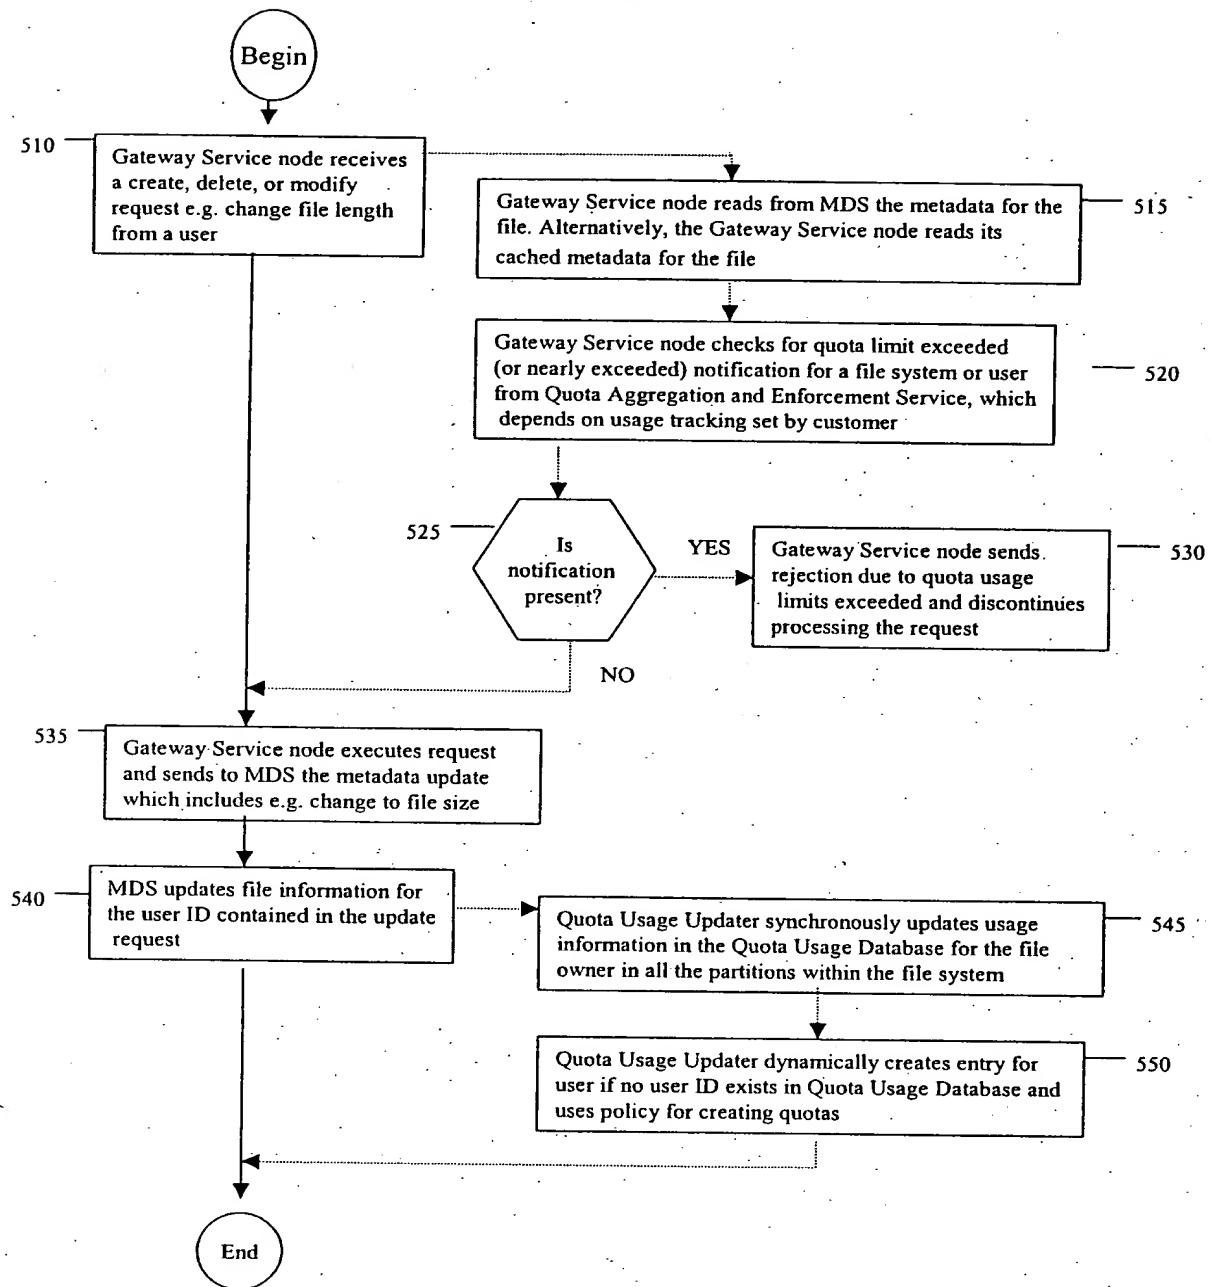 Begin
510
Gateway Service node receives
a create, delete, or modify
request e.g. change file length
from a user
Gateway Service node reads from MDS the metadata for the
file. Alternatively, the Gateway Service node reads its
cached metadata for the file
515
Gateway Service node checks for quota limit exceeded
(or nearly exceeded) notification for a file system or user
from Quota Aggregation and Enforcement Service, which
depends on usage tracking set by customer
520
525
Is
notification
present?
YES
Gateway Service node sends
rejection due to quota usage
limits exceeded and discontinues
processing the request
530
NO
535
Gateway Service node executes request
and sends to MDS the metadata update
which includes e.g. change to file size
540
MDS updates file information for
the user ID contained in the update
request
Quota Usage Updater synchronously updates usage
information in the Quota Usage Database for the file
owner in all the partitions within the file system
545
Quota Usage Updater dynamically creates entry for
user if no user ID exists in Quota Usage Database and
uses policy for creating quotas
550
End